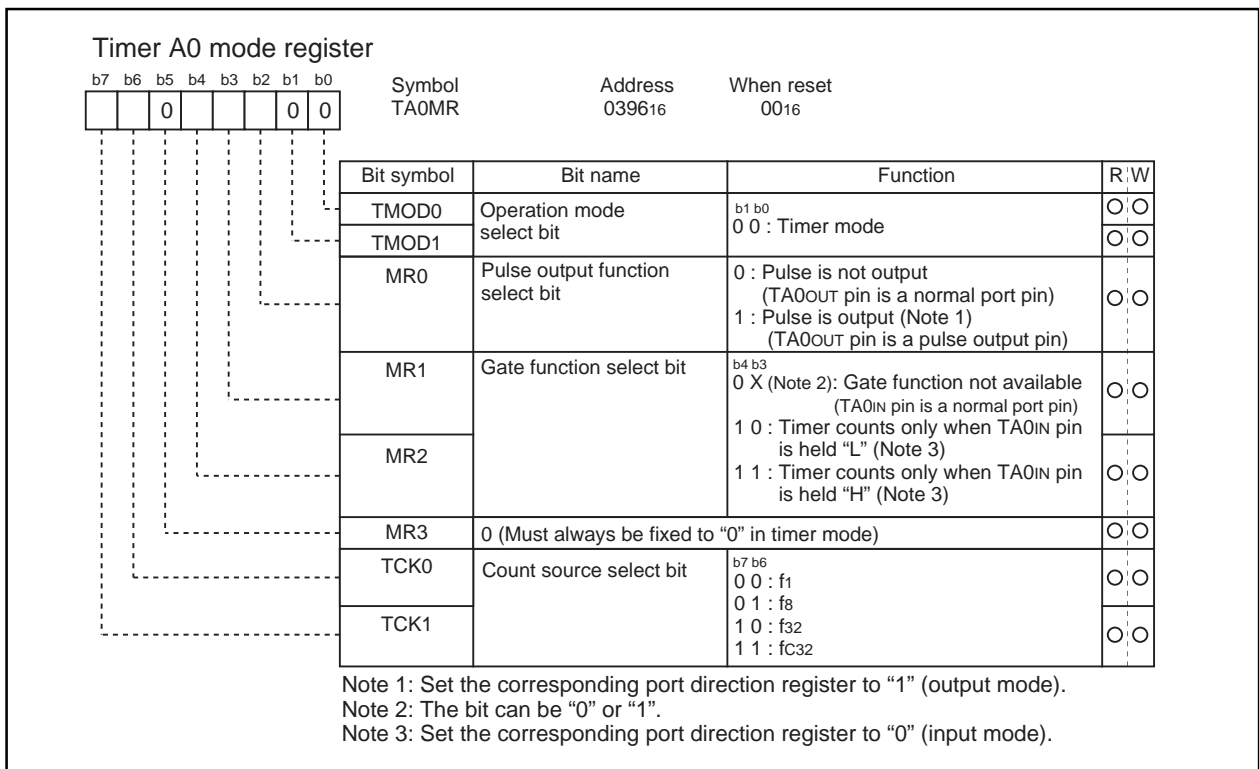 Timer A0 mode register
b7 b6 b5 b4 b3 b2 b1 b0
0 0 0
Symbol Address When reset
TA0MR 039616 0016
Bit symbol Bit name Function R W
TMOD0 Operation mode select bit b1 b0
0 0 : Timer mode
TMOD1
MR0 Pulse output function select bit 0 : Pulse is not output
(TA0OUT pin is a normal port pin)
1 : Pulse is output (Note 1)
(TA0OUT pin is a pulse output pin)
MR1 Gate function select bit b4 b3
0 X (Note 2): Gate function not available
(TA0IN pin is a normal port pin)
1 0 : Timer counts only when TA0IN pin
is held “L” (Note 3)
MR2
1 1 : Timer counts only when TA0IN pin
is held “H” (Note 3)
MR3 0 (Must always be fixed to “0” in timer mode)
TCK0 Count source select bit b7 b6
0 0 : f1
0 1 : f8
TCK1
1 0 : f32
1 1 : fC32
Note 1: Set the corresponding port direction register to “1” (output mode).
Note 2: The bit can be “0” or “1”.
Note 3: Set the corresponding port direction register to “0” (input mode).